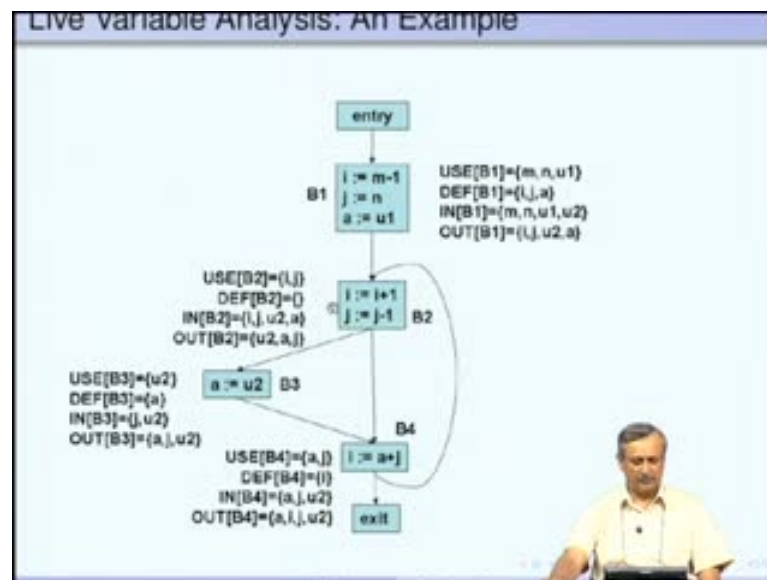 Live Variable Analysis: An Example
entry
B1
i := m-1
j := n
a := u1
USE[B1]={m,n,u1}
DEF[B1]={i,j,a}
IN[B1]={m,n,u1,u2}
OUT[B1]={i,j,u2,a}
USE[B2]={i,j}
DEF[B2]={}
IN[B2]={i,j,u2,a}
OUT[B2]={u2,a,j}
i := i+1
j := j-1
B2
USE[B3]={u2}
DEF[B3]={a}
IN[B3]={j,u2}
OUT[B3]={a,j,u2}
a := u2
B3
B4
USE[B4]={a,j}
DEF[B4]={i}
IN[B4]={a,j,u2}
OUT[B4]={a,i,j,u2}
i := a+j
exit